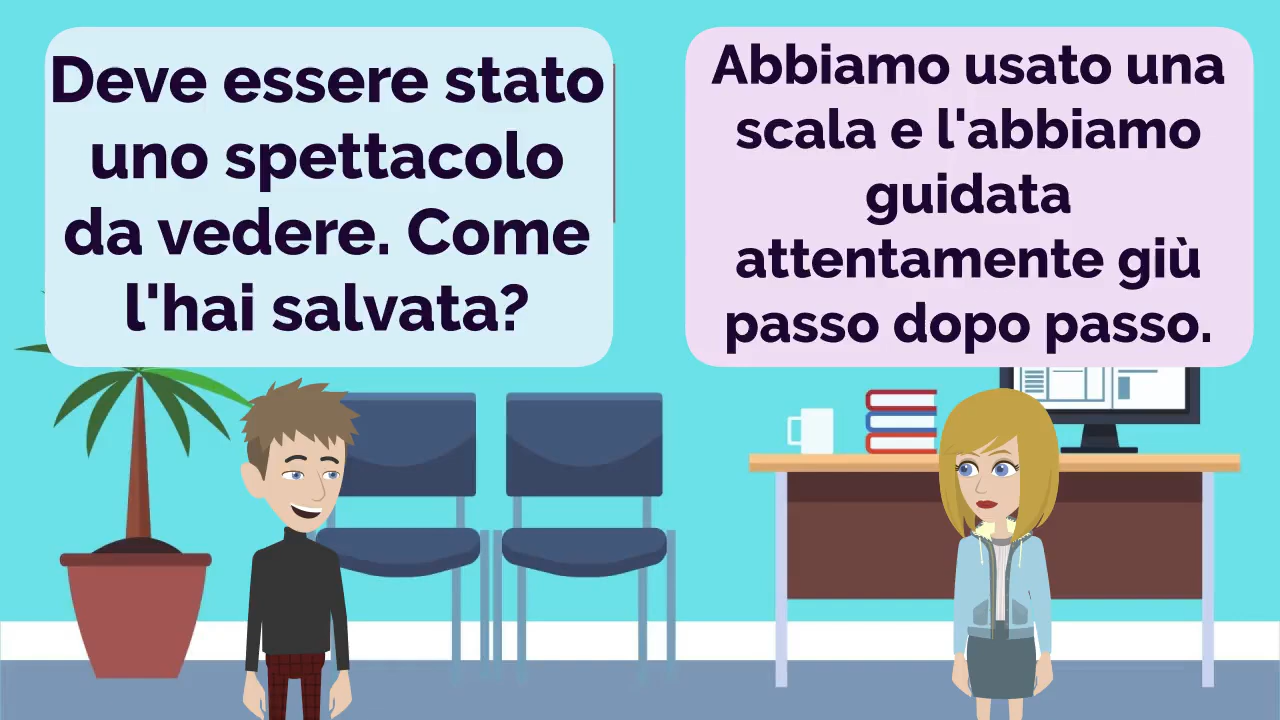 Deve essere stato
uno spettacolo
da vedere. Come
l'hai salvata?
Abbiamo usato una
scala e l'abbiamo
guidata
attentamente giù
passo dopo passo.